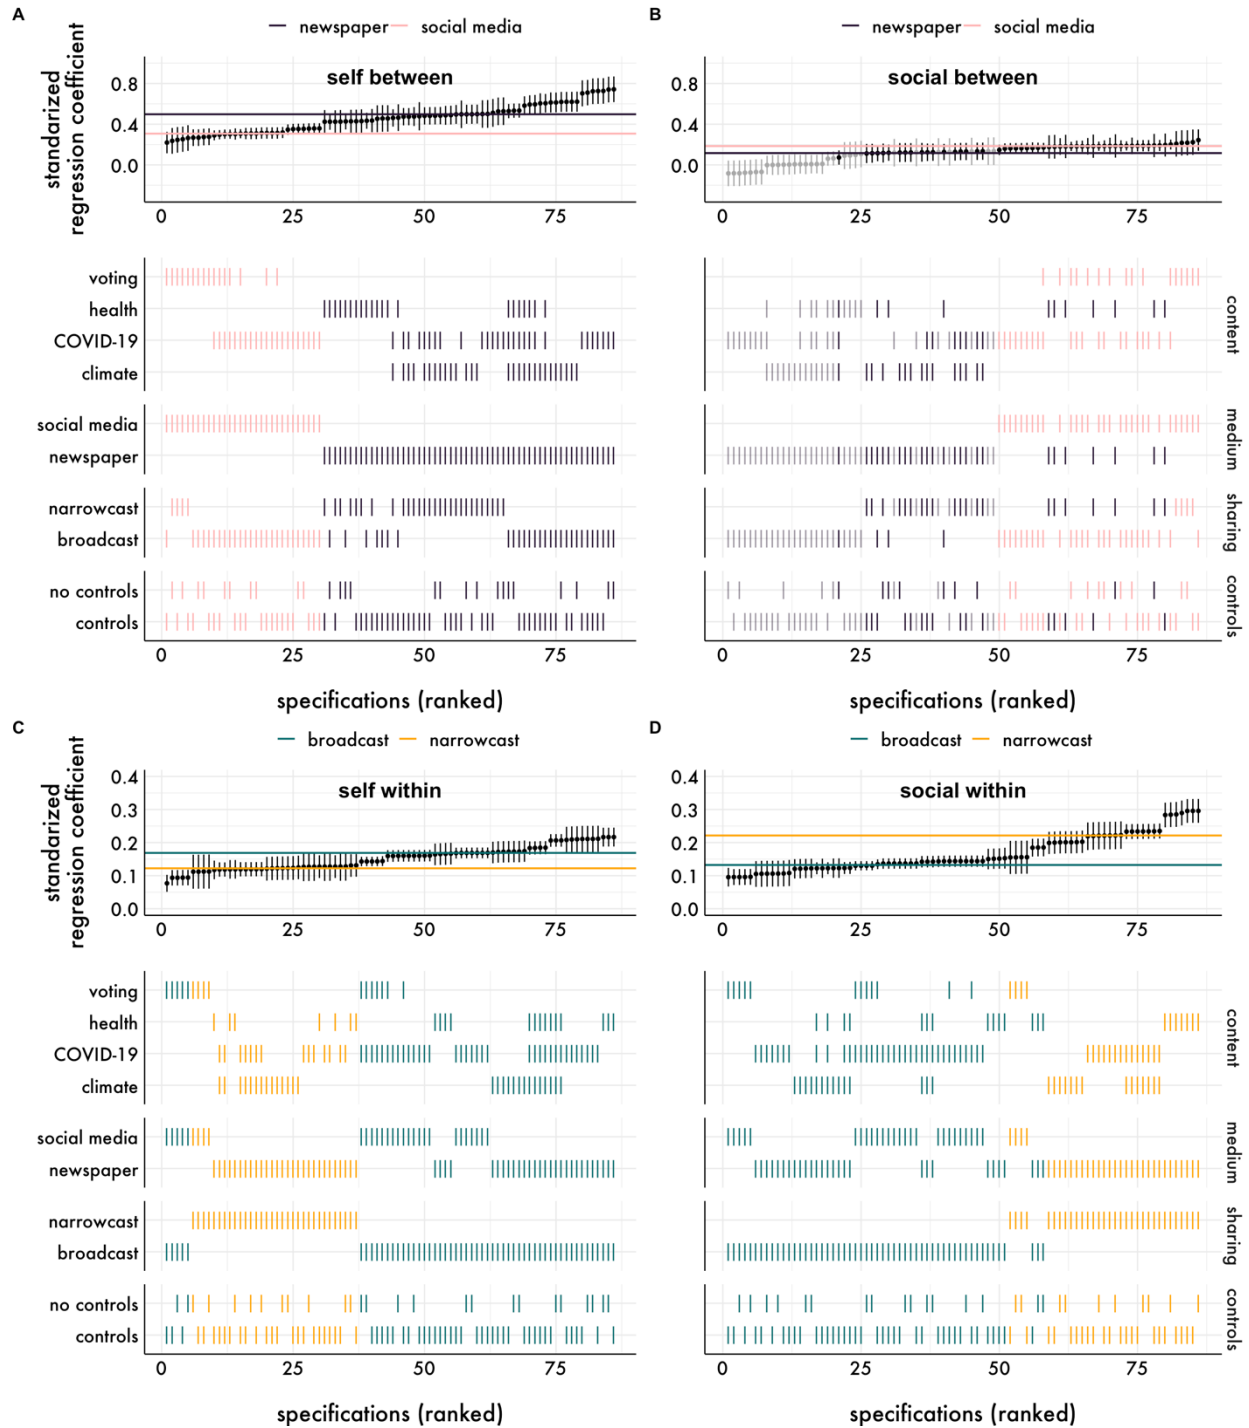 A
newspaper social media
B
newspaper social media
standarized
regression coefficient
self between
social between
0.8
0.4
0.0
0 25 50 75
0.8
0.4
0.0
0 25 50 75
voting
health
COVID-19
climate
content
social media
newspaper
medium
narrowcast
broadcast
sharing
no controls
controls
controls
0 25 50 75
0 25 50 75
specifications (ranked)
specifications (ranked)
C
broadcast narrowcast
D
broadcast narrowcast
standarized
regression coefficient
self within
social within
0.4
0.3
0.2
0.1
0.0
0 25 50 75
0.4
0.3
0.2
0.1
0.0
0 25 50 75
voting
health
COVID-19
climate
content
social media
newspaper
medium
narrowcast
broadcast
sharing
no controls
controls
controls
0 25 50 75
0 25 50 75
specifications (ranked)
specifications (ranked)